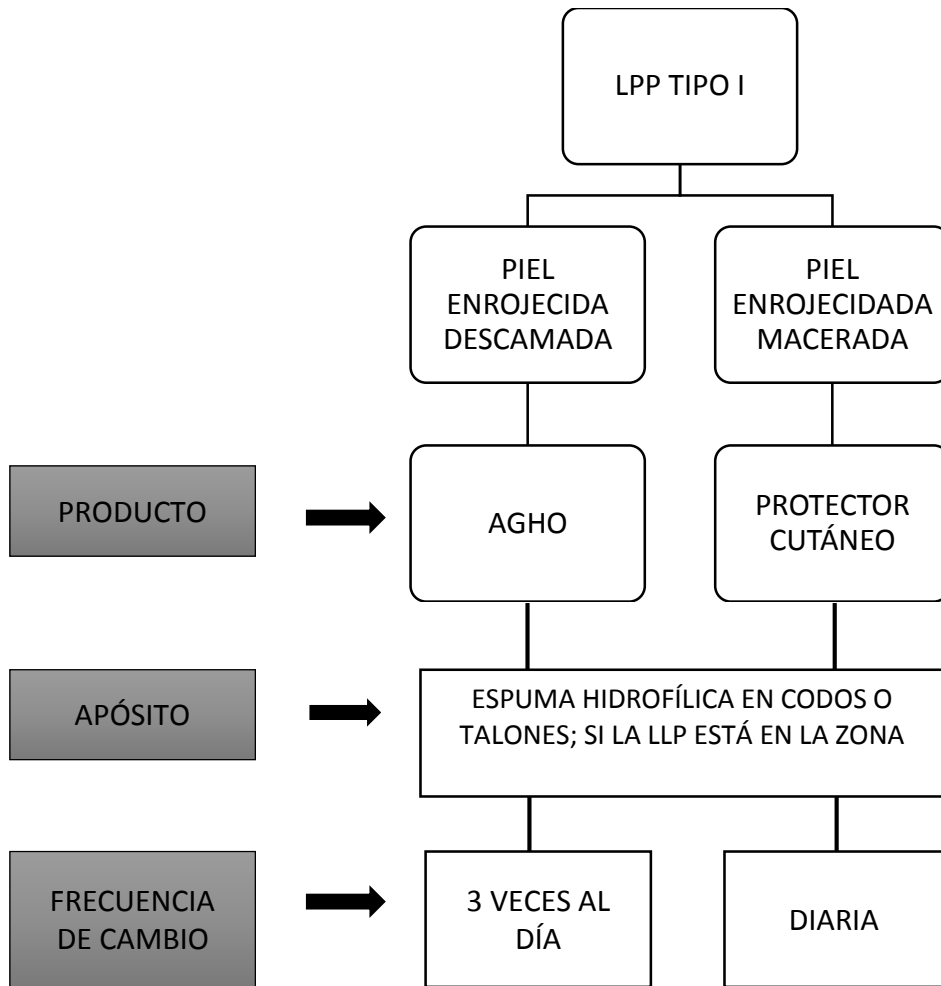 LPP TIPO I
PIEL
ENROJECIDA
DESCAMADA
PIEL
ENROJECIDADA
MACERADA
PRODUCTO
AGHO
PROTECTOR
CUTÁNEO
APÓSITO
ESPUMA HIDROFÍLICA EN CODOS O
TALONES; SI LA LLP ESTÁ EN LA ZONA
FRECUENCIA
DE CAMBIO
3 VECES AL
DÍA
DIARIA